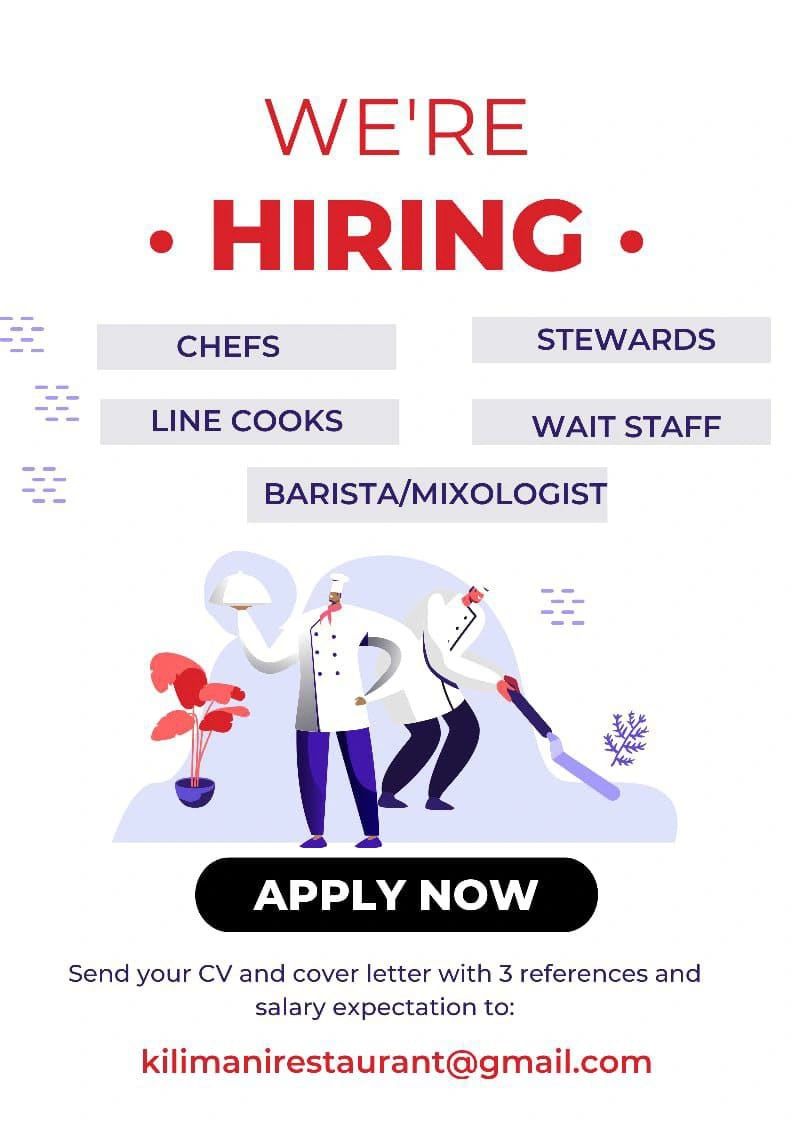 WE'RE
• HIRING •
CHEFS
STEWARDS
LINE COOKS
WAIT STAFF
BARISTA/MIXOLOGIST
APPLY NOW
Send your CV and cover letter with 3 references and
salary expectation to:
kilimanirestaurant@gmail.com